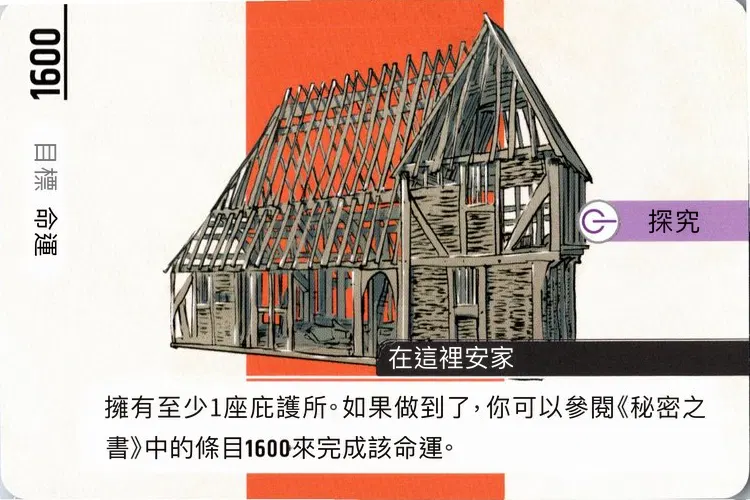 1600
目標 命運
探究
在這裡安家
擁有至少1座庇護所。如果做到了，你可以參閱《秘密之
書》中的條目1600來完成該命運。